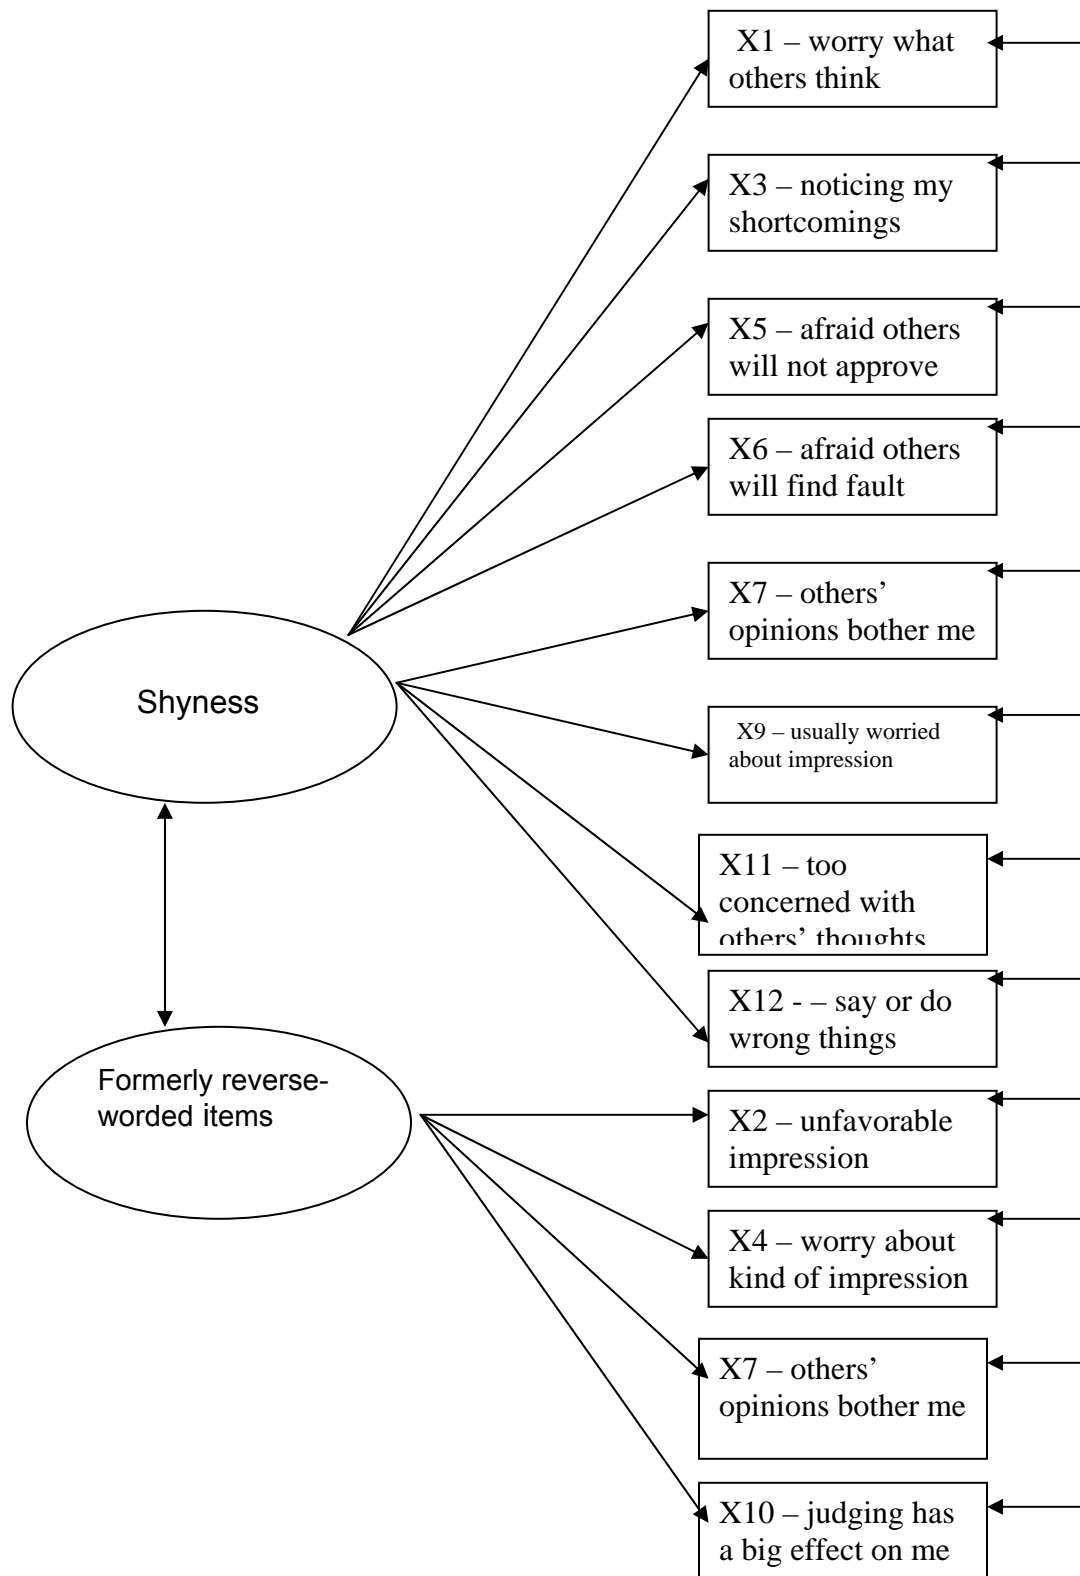 X1 – worry what
others think
X3 – noticing my
shortcomings
X5 – afraid others
will not approve
X6 – afraid others
will find fault
X7 – others’
opinions bother me
Shyness
X9 – usually worried
about impression
X11 – too
concerned with
others’ thoughts
X12 - – say or do
wrong things
Formerly reverse-
worded items
X2 – unfavorable
impression
X4 – worry about
kind of impression
X7 – others’
opinions bother me
X10 – judging has
a big effect on me